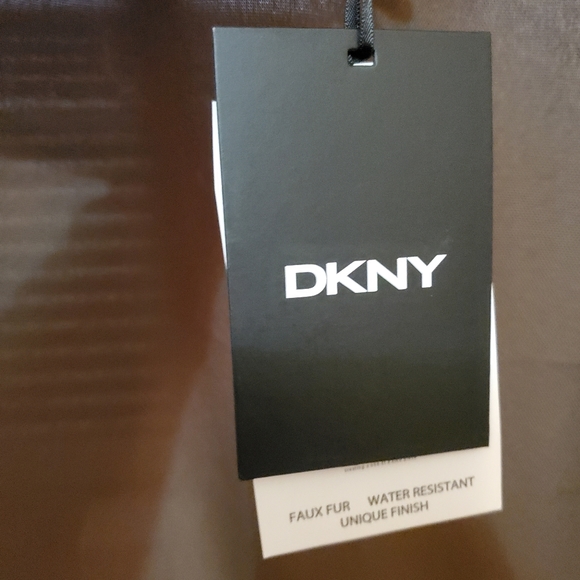 DKNY
FAUX FUR WATER RESISTANT
UNIQUE FINISH